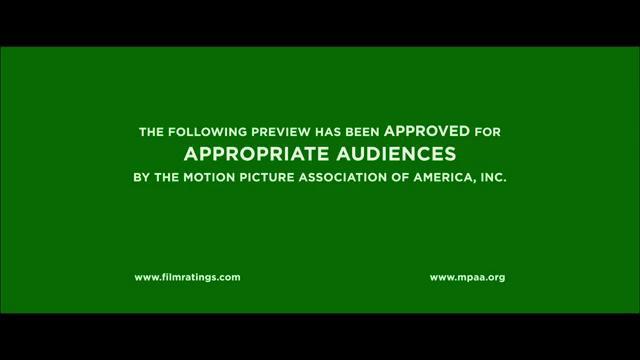 THE FOLLOWING PREVIEW HAS BEEN APPROVED FOR
APPROPRIATE AUDIENCES
BY THE MOTION PICTURE ASSOCIATION OF AMERICA, INC.
www.filmratings.com www.mpaa.org